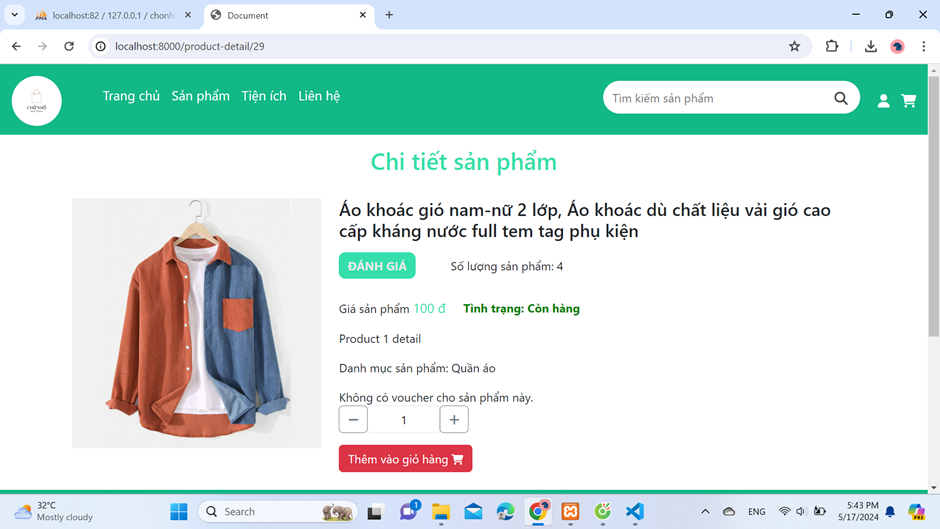 localhost:82 / 127.0.0.1 / chonh
Document
localhost:8000/product-detail/29
CHỢ NHỎ
Trang chủ Sản phẩm Tiện ích Liên hệ
Tìm kiếm sản phẩm
Chi tiết sản phẩm
Áo khoác gió nam-nữ 2 lớp, Áo khoác dù chất liệu vải gió cao
cấp kháng nước full tem tag phụ kiện
ĐÁNH GIÁ
Số lượng sản phẩm: 4
Giá sản phẩm 100 đ Tình trạng: Còn hàng
Product 1 detail
Danh mục sản phẩm: Quần áo
Không có voucher cho sản phẩm này.
− 1 +
Thêm vào giỏ hàng
32°C
Mostly cloudy
Search
1
ENG
5:43 PM
5/17/2024
PRE